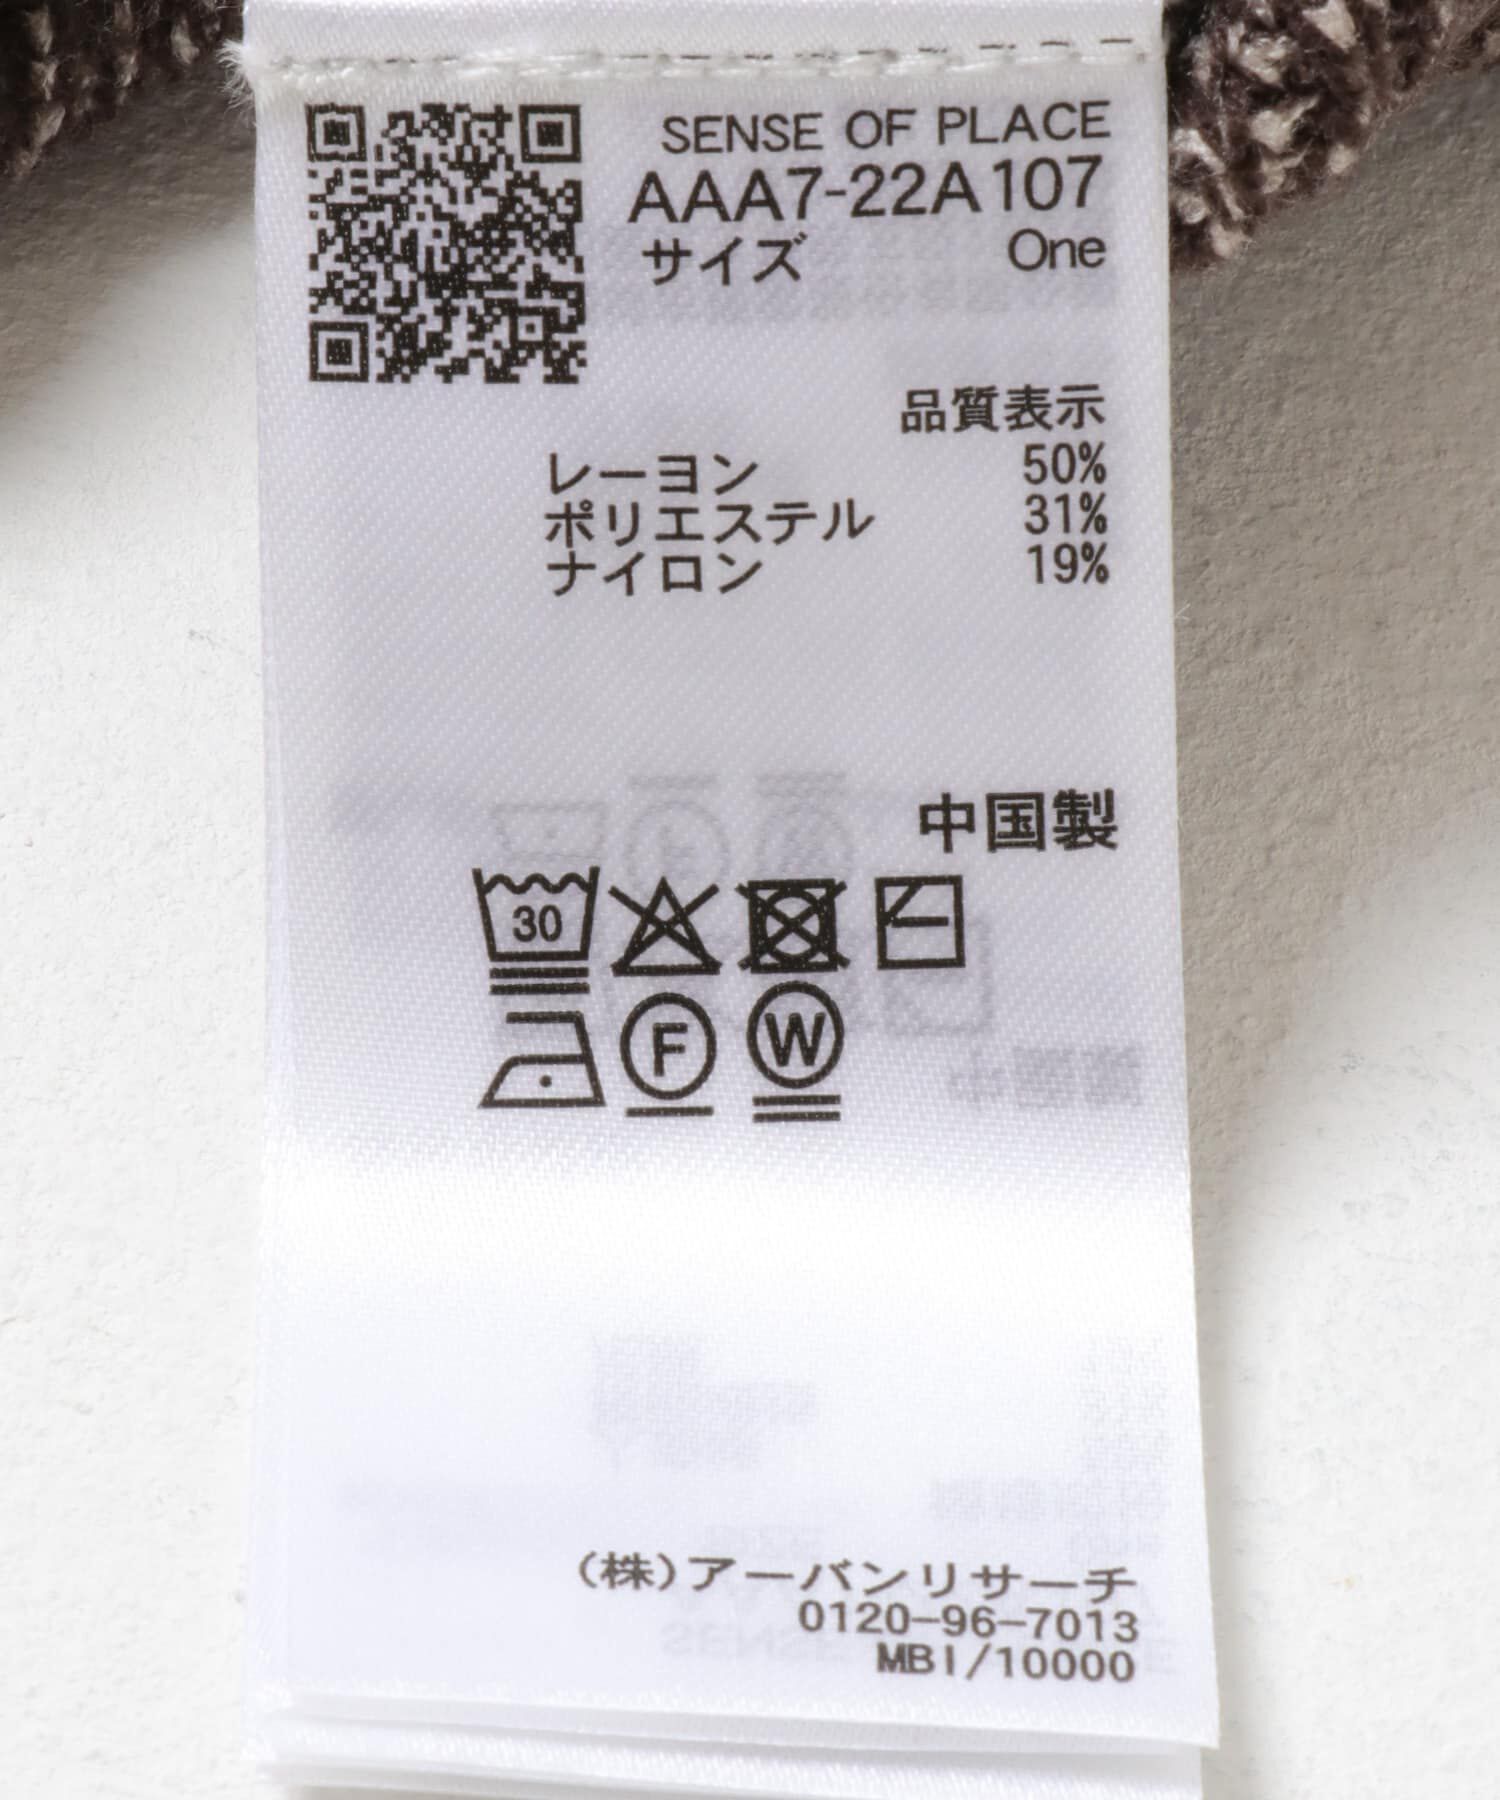 SENSE OF PLACE
AAA7-22A107
サイズ One
品質表示
レーヨン 50%
ポリエステル 31%
ナイロン 19%
中国製
30
F W
(株)アーバンリサーチ
0120-96-7013
MBI/10000